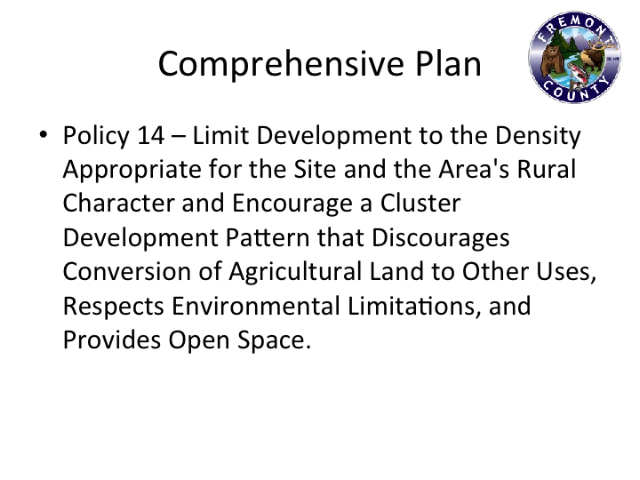 Comprehensive Plan
FREMONT
COUNTY
• Policy 14 – Limit Development to the Density
Appropriate for the Site and the Area's Rural
Character and Encourage a Cluster
Development Pattern that Discourages
Conversion of Agricultural Land to Other Uses,
Respects Environmental Limitations, and
Provides Open Space.